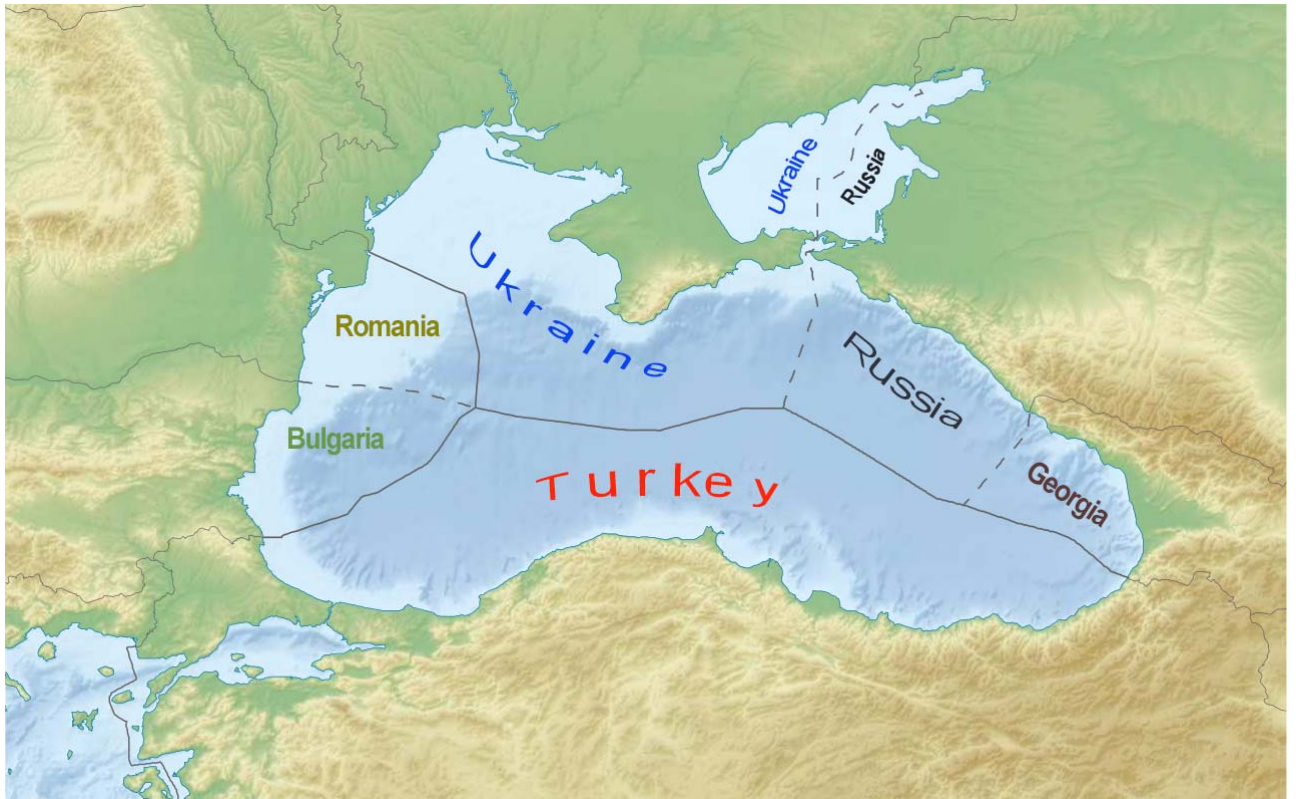 Ukraine
Russia
Ukraine
Romania
Russia
Bulgaria
Turkey
Georgia